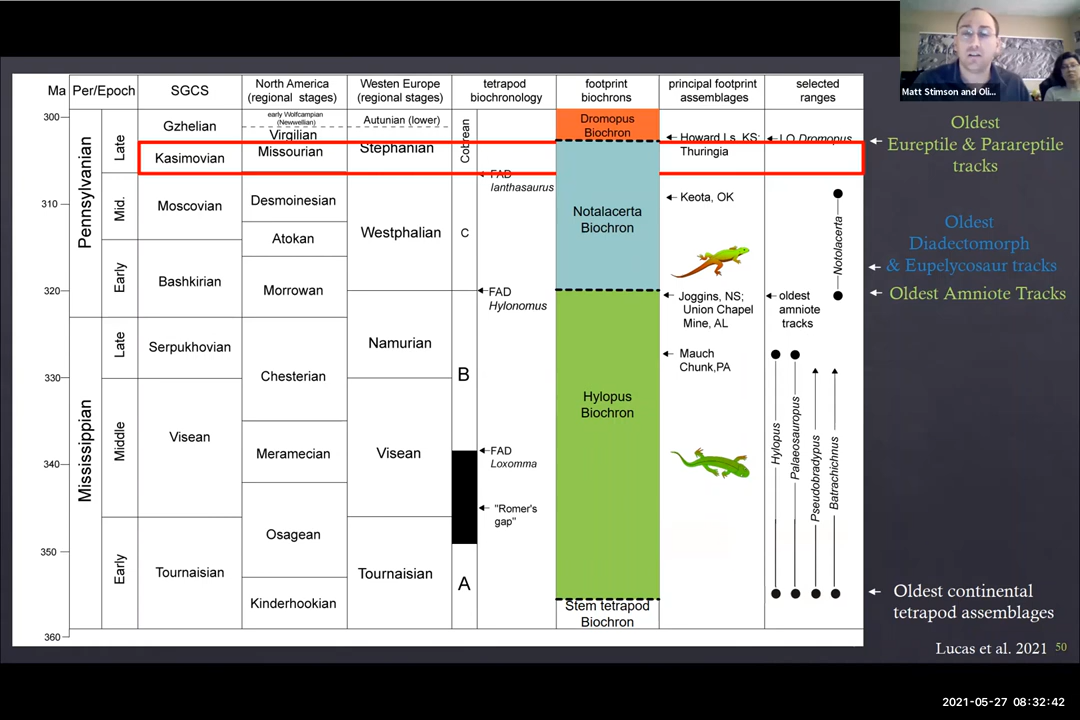 Matt Stimson and Oli...
Ma
Per/Epoch
SGCS
North America
(regional stages)
Westen Europe
(regional stages)
tetrapod
biochronology
footprint
biochrons
principal footprint
assemblages
selected
ranges
300
310
320
330
340
350
360
Pennsylvanian
Mississippian
Late
Mid.
Early
Late
Middle
Early
Gzhelian
Kasimovian
Moscovian
Bashkirian
Serpukhovian
Visean
Tournaisian
early Wolfcampian
(Newwellian)
Virgilian
Missourian
Desmoinesian
Atokan
Morrowan
Chesterian
Meramecian
Osagean
Kinderhookian
Autunian (lower)
Stephanian
Westphalian
Namurian
Visean
Tournaisian
Cobrean
C
B
A
FAD
Ianthasaurus
FAD
Hylonomus
FAD
Loxomma
"Romer's
gap"
Dromopus
Biochron
Notalacerta
Biochron
Hylopus
Biochron
Stem tetrapod
Biochron
Howard Ls, KS;
Thuringia
Keota, OK
Joggins, NS;
Union Chapel
Mine, AL
Mauch
Chunk,PA
LO Dromopus
oldest
amniote
tracks
Notolacerta
Hylopus
Palaeosauropus
Pseudobradypus
Batrachichnus
Oldest
Eureptile & Parareptile
tracks
Oldest
Diadectomorph
& Eupelycosaur tracks
Oldest Amniote Tracks
Oldest continental
tetrapod assemblages
Lucas et al. 2021 50
2021-05-27 08:32:42